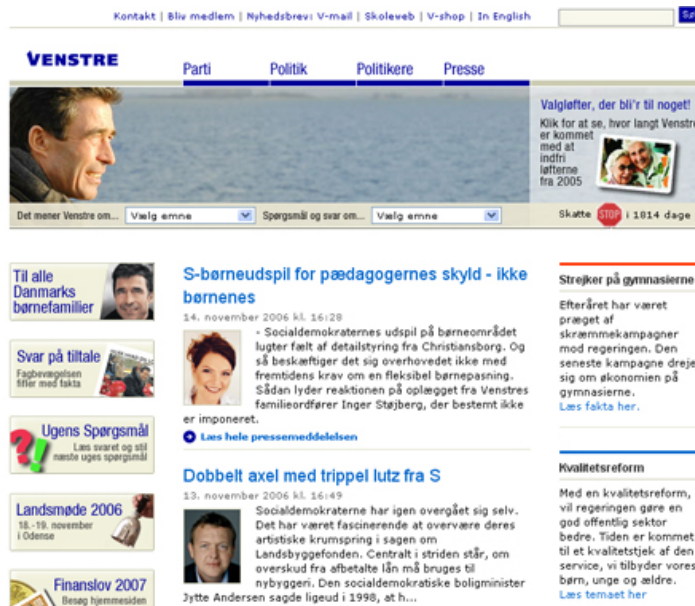 Kontakt | Bliv medlem | Nyhedsbrev: V-mail | Skoleweb | V-shop | In English
VENSTRE
Parti Politik Politikere Presse
Valgløfter, der bli'r til noget!
Klik for at se, hvor langt Venstre
er kommet
med at
indfri
løfterne
fra 2005
Det mener Venstre om... Vælg emne Spørgsmål og svar om... Vælg emne
Skatte STOP i 1814 dage
Til alle
Danmarks
børnefamilier
Svar på tiltale
Fagbevægelsen
fifler med fakta
Ugens Spørgsmål
Læs svaret og stil
næste uges spørgsmål
Landsmøde 2006
18.-19. november
i Odense
Finanslov 2007
Besøg hjemmesiden
S-børneudspil for pædagogernes skyld - ikke
børnenes
14. november 2006 kl. 16:28
- Socialdemokraternes udspil på børneområdet
lugter fælt af detailstyring fra Christiansborg. Og
så beskæftiger det sig overhovedet ikke med
fremtidens krav om en fleksibel børnepasning.
Sådan lyder reaktionen på oplægget fra Venstres
familieordfører Inger Støjberg, der bestemt ikke
er imponeret.
Læs hele pressemeddelelsen
Dobbelt axel med trippel lutz fra S
13. november 2006 kl. 16:49
Socialdemokraterne har igen overgået sig selv.
Det har været fascinerende at overvære deres
artistiske krumspring i sagen om
Landsbyggefonden. Centralt i striden står, om
overskud fra afbetalte lån må bruges til
nybyggeri. Den socialdemokratiske boligminister
Jytte Andersen sagde ligeud i 1998, at h...
Strejker på gymnasierne
Efteråret har været
præget af
skræmmekampagner
mod regeringen. Den
seneste kampagne dreje
sig om økonomien på
gymnasierne.
Læs fakta her.
Kvalitetsreform
Med en kvalitetsreform,
vil regeringen gøre en
god offentlig sektor
bedre. Tiden er kommet
til et kvalitetstjek af den
service, vi tilbyder vores
børn, unge og ældre.
Læs temaet her